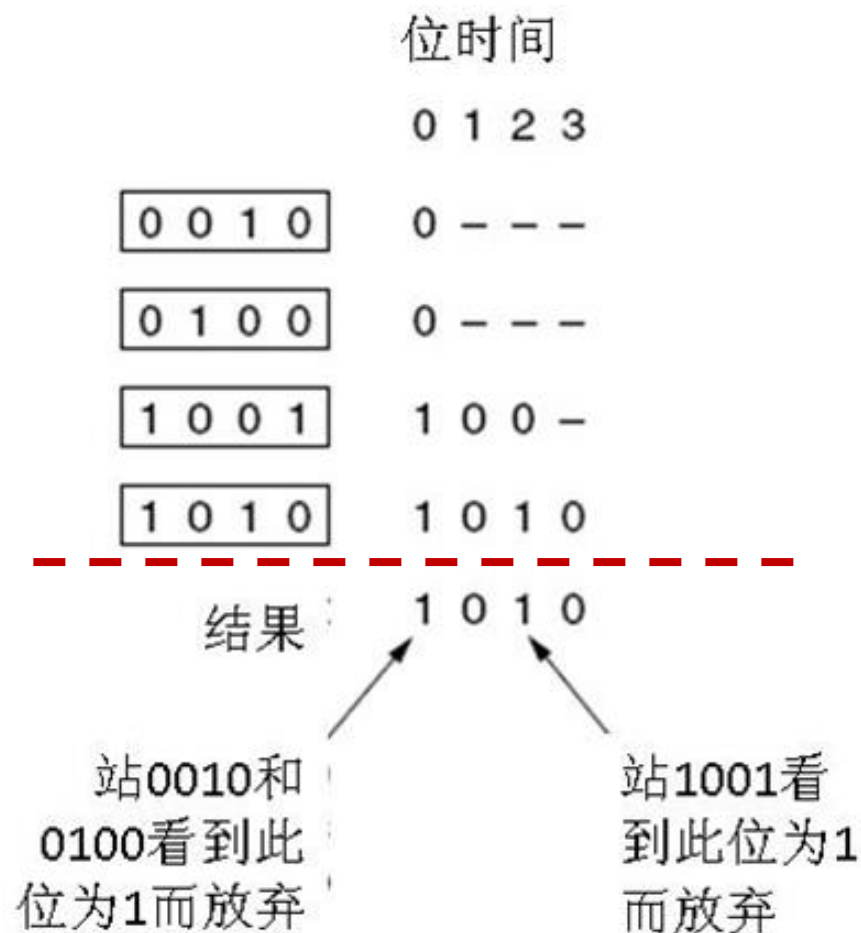 位时间
0 1 2 3
0 0 1 0 0 – – –
0 1 0 0 0 – – –
1 0 0 1 1 0 0 –
1 0 1 0 1 0 1 0
结果 1 0 1 0
站0010和
0100看到此
位为1而放弃
站1001看
到此位为1
而放弃